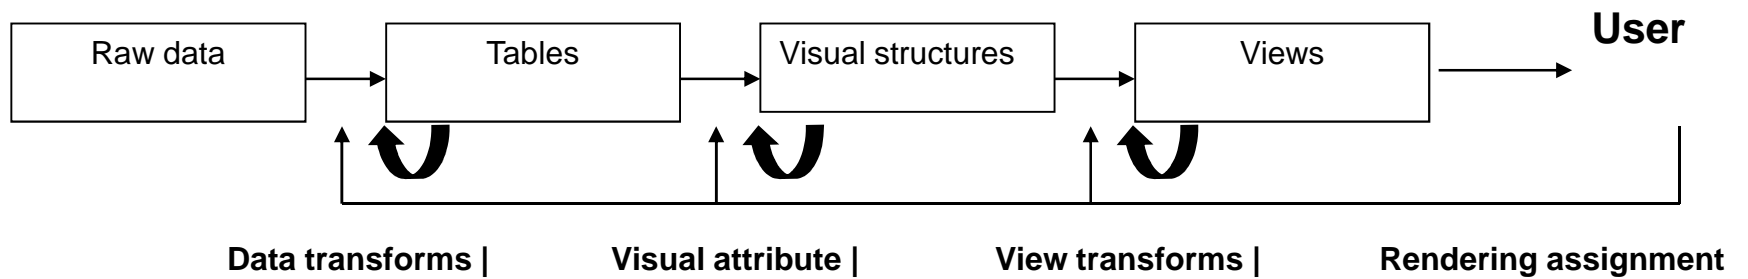 User
Raw data
Tables
Visual structures
Views
Data transforms |
Visual attribute |
View transforms |
Rendering assignment